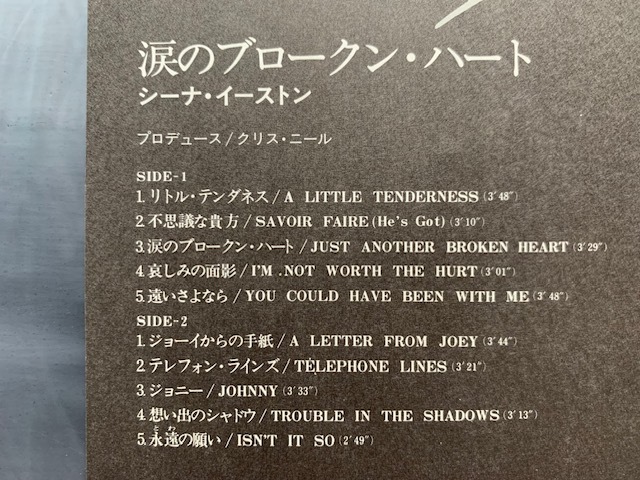 涙のブロークン・ハート
シーナ・イーストン
プロデュース/クリス・ニール
SIDE-1
1.リトル・テンダネス/A LITTLE TENDERNESS(3'48")
2.不思議な貴方/SAVOIR FAIRE(He's Got)(3'10")
3.涙のブロークン・ハート/JUST ANOTHER BROKEN HEART(3'29")
4.哀しみの面影/I'M NOT WORTH THE HURT(3'01")
5.遠いさよなら/YOU COULD HAVE BEEN WITH ME(3'48")
SIDE-2
1.ジョーイからの手紙/A LETTER FROM JOEY(3'44")
2.テレフォン・ラインズ/TELEPHONE LINES(3'21")
3.ジョニー/JOHNNY(3'33")
4.想い出のシャドウ/TROUBLE IN THE SHADOWS(3'13")
とわ
5.永遠の願い/ISN'T IT SO(2'49")